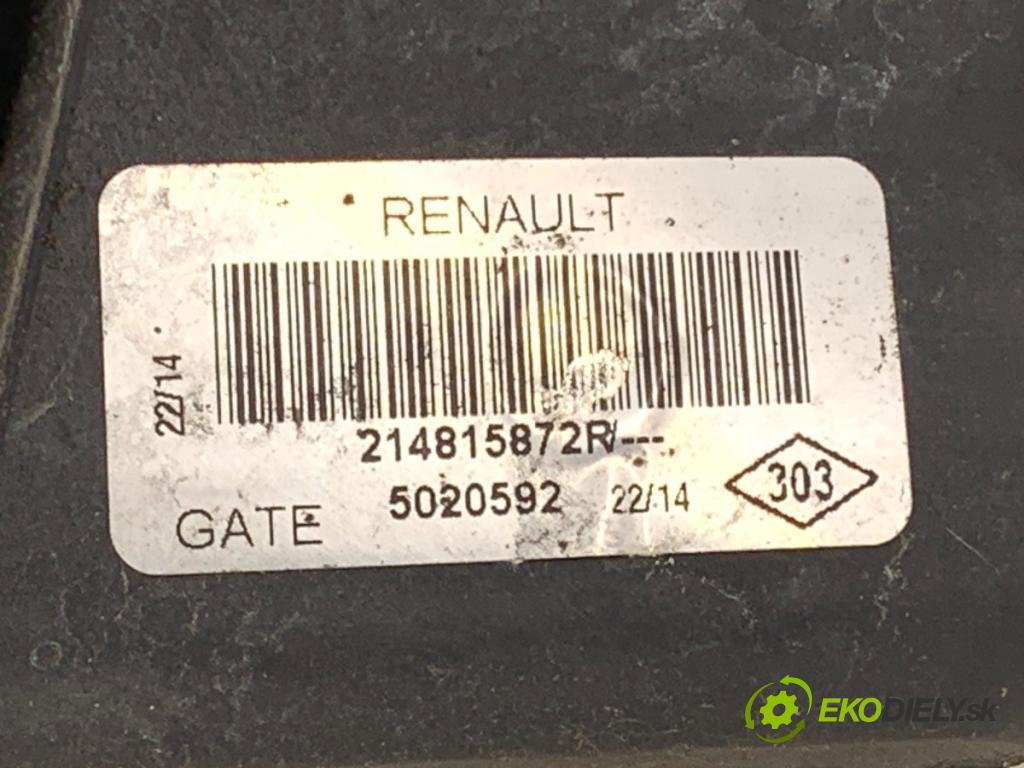 RENAULT
22/14
214815872R/---
GATE 5020592 22/14 303
EKODIELY.sk